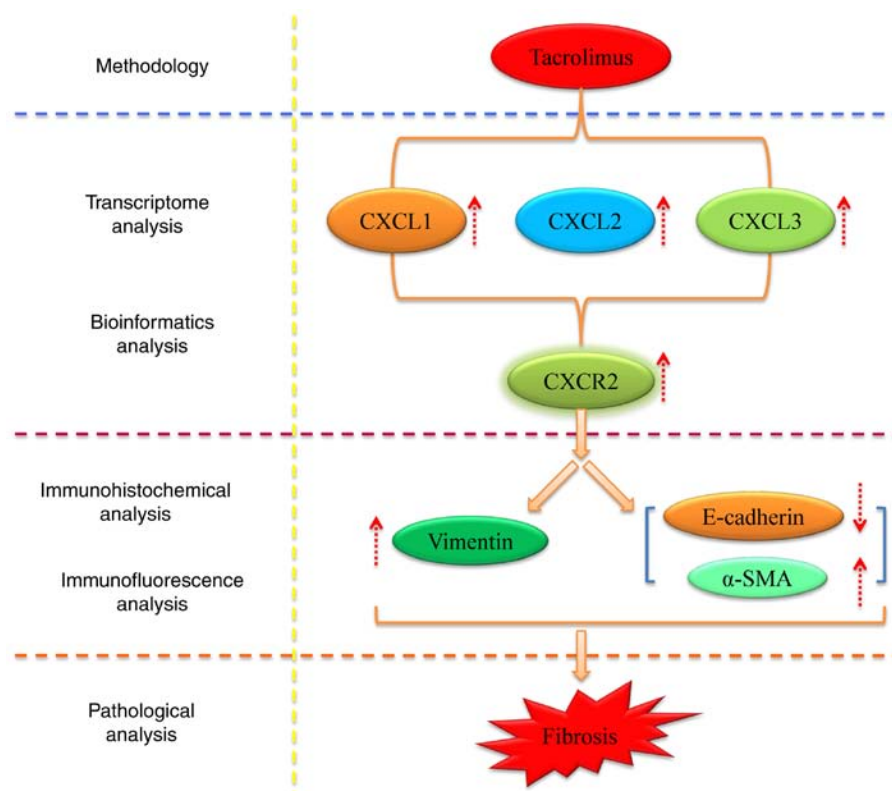 Methodology
Tacrolimus
Transcriptome
analysis
CXCL1
CXCL2
CXCL3
Bioinformatics
analysis
CXCR2
Immunohistochemical
analysis
Vimentin
E-cadherin
Immunofluorescence
analysis
α-SMA
Pathological
analysis
Fibrosis